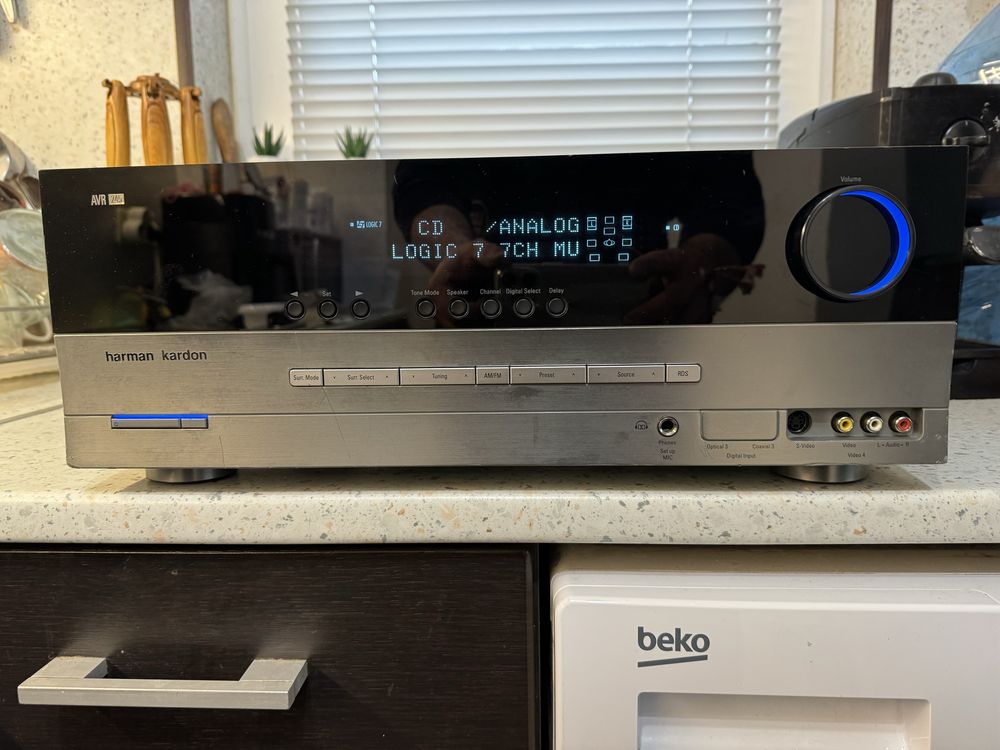 Volume
AVR 245
LOGIC 7
CD /ANALOG
LOGIC 7 7CH MU
Set
Tone Mode Speaker Channel Digital Select Delay
harman kardon
Surr. Mode Surr. Select Tuning AM/FM Preset Source RDS
Phones
Set up
MIC
Optical 3 Coaxial 3
Digital Input
S-Video Video L - Audio - R
Video 4
beko